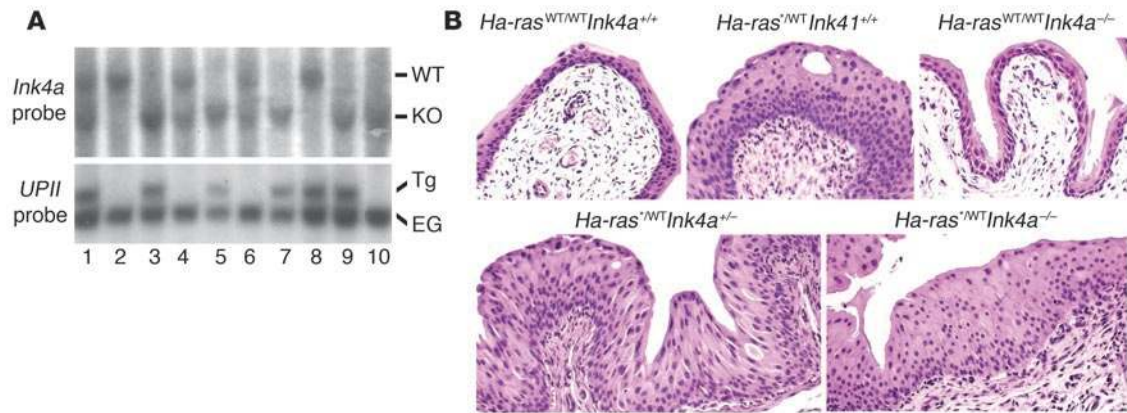 A
Ink4a
probe
WT
KO
UPII
probe
Tg
EG
1 2 3 4 5 6 7 8 9 10
B
Ha-ras^WT/WT Ink4a^+/+
Ha-ras^*/WT Ink41^+/+
Ha-ras^WT/WT Ink4a^−/−
Ha-ras^*/WT Ink4a^+/−
Ha-ras^*/WT Ink4a^−/−